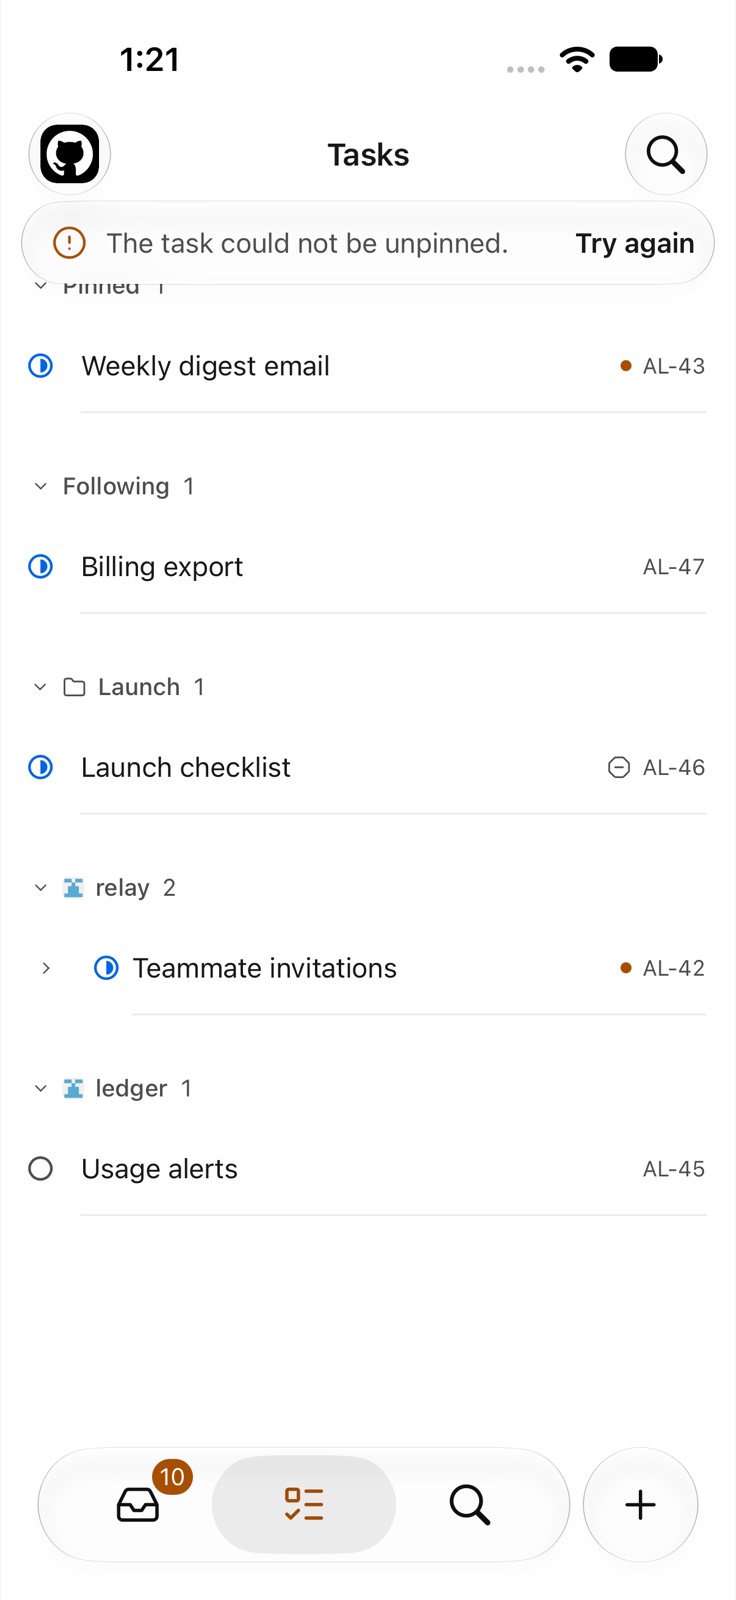 1:21
Tasks
The task could not be unpinned. Try again
Pinned 1
Weekly digest email AL-43
Following 1
Billing export AL-47
Launch 1
Launch checklist AL-46
relay 2
Teammate invitations AL-42
ledger 1
Usage alerts AL-45
10